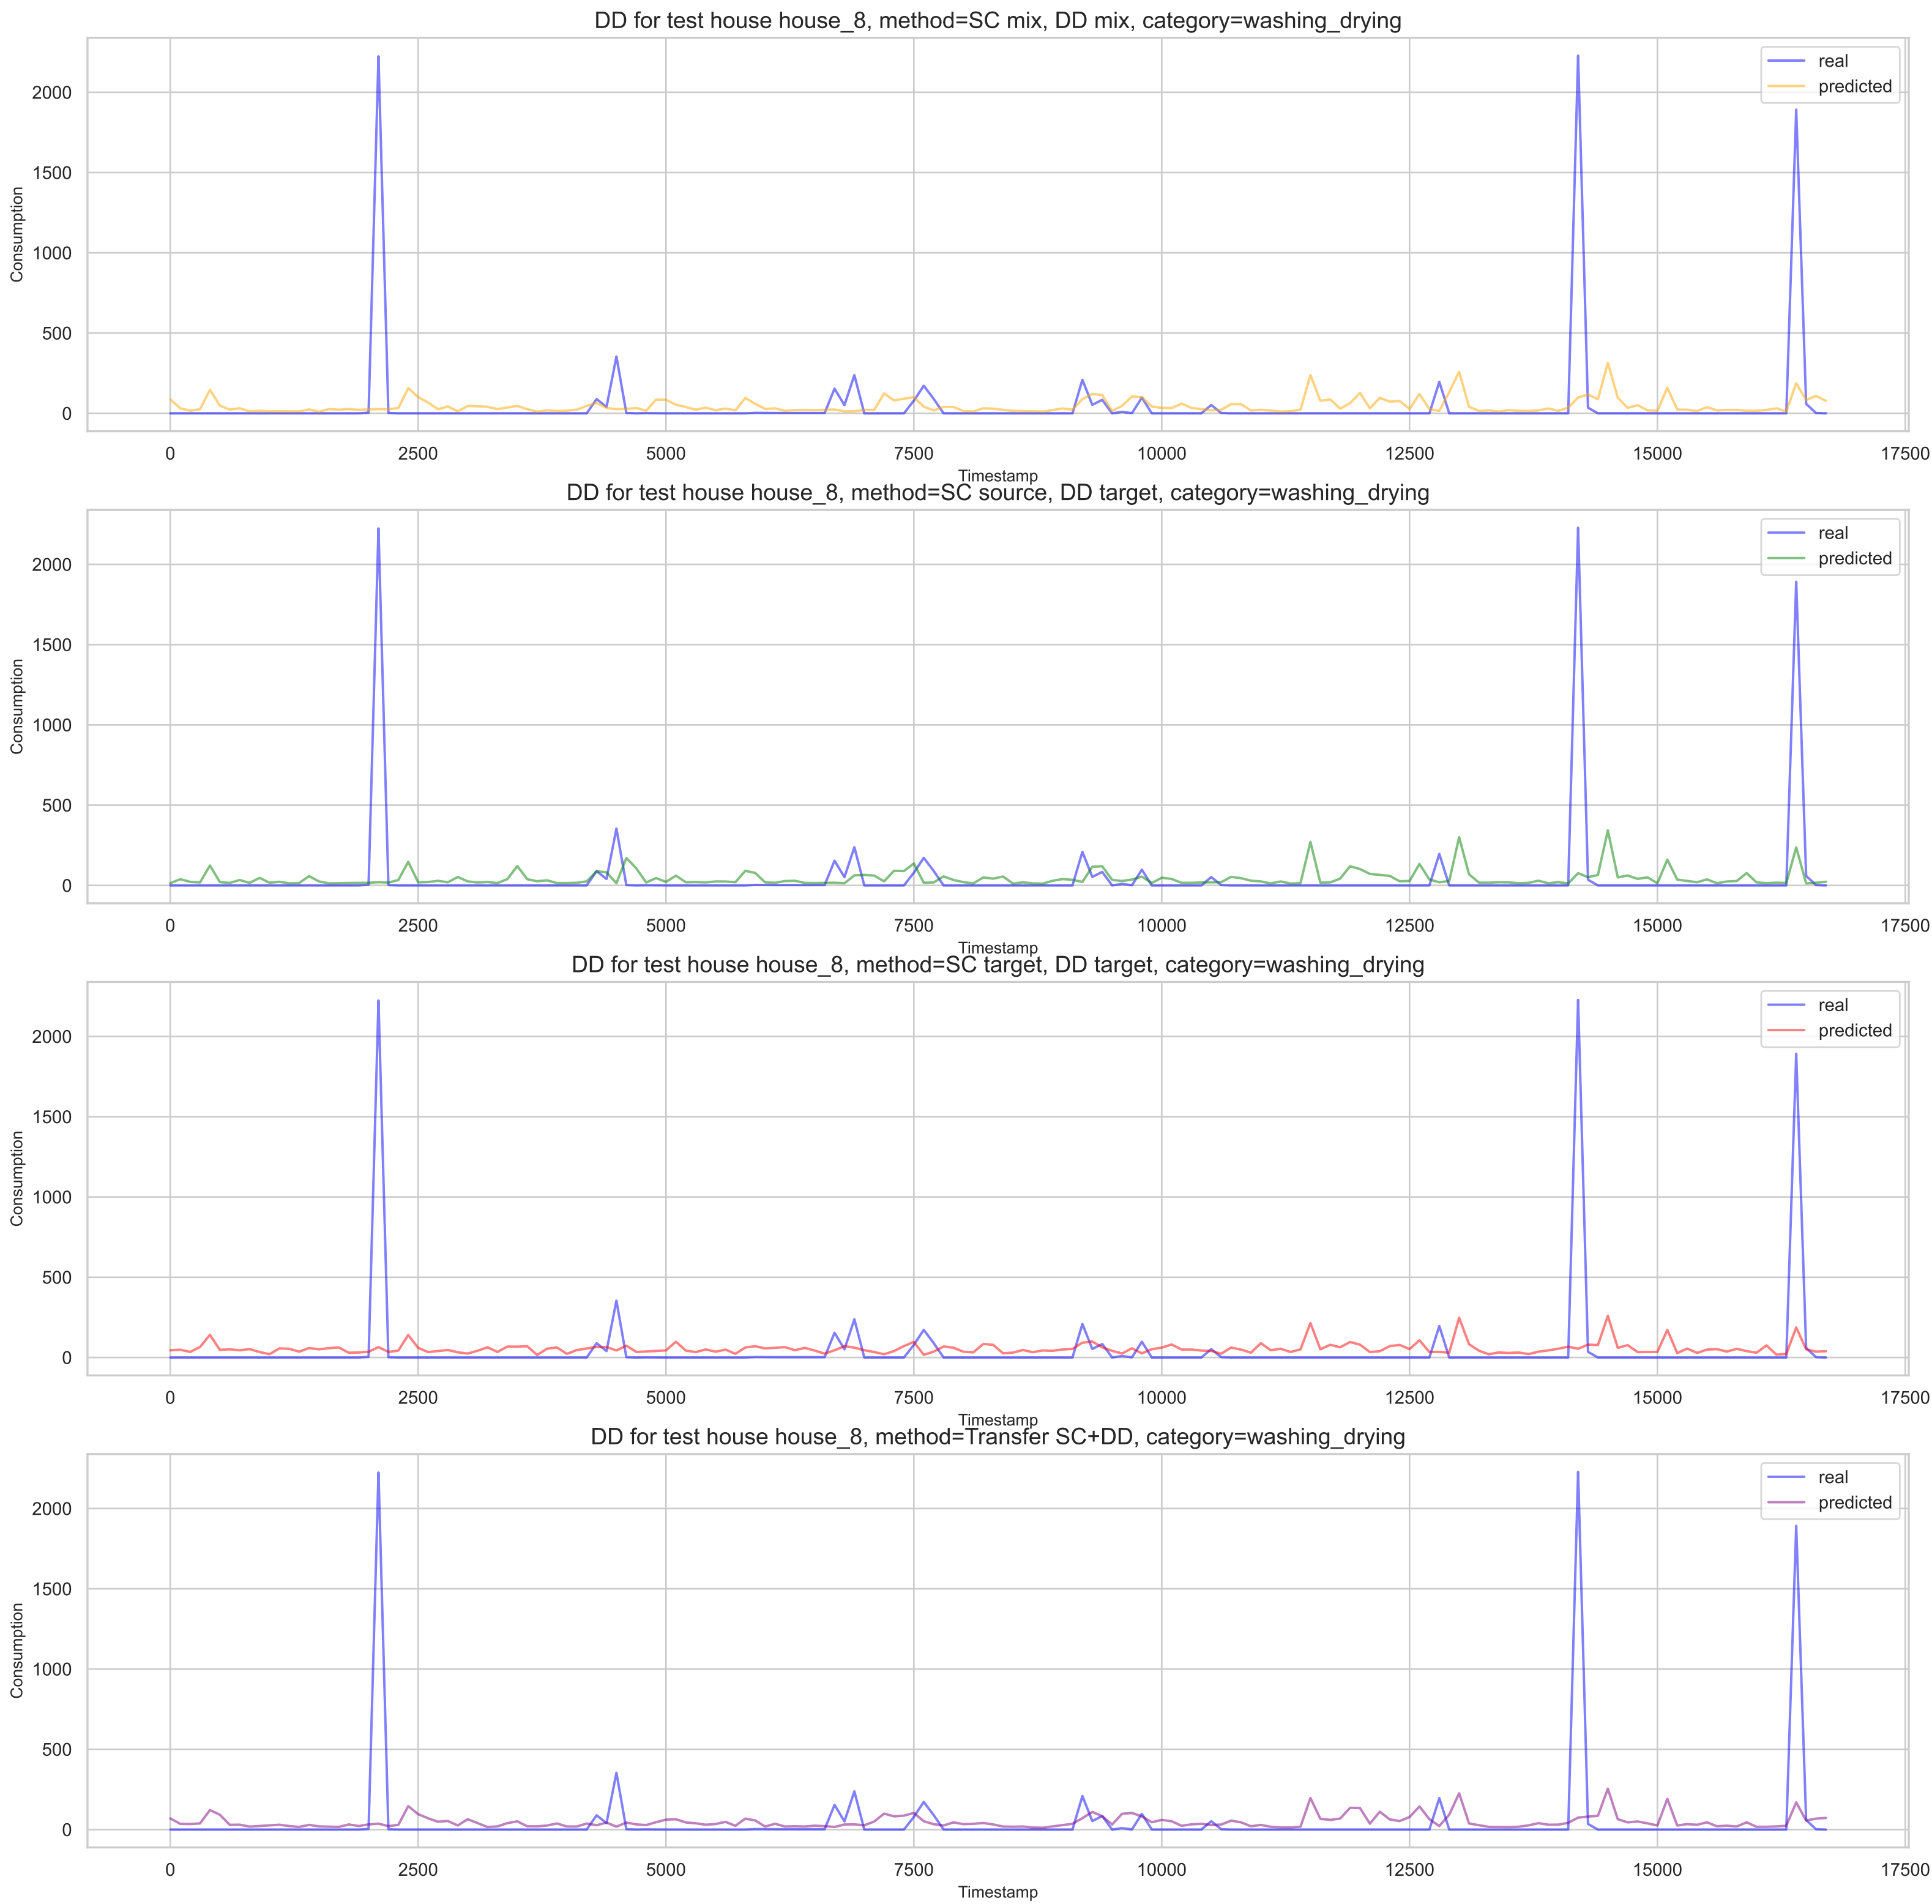 DD for test house house_8, method=SC mix, DD mix, category=washing_drying
real
predicted
Consumption
2000
1500
1000
500
0
0 2500 5000 7500 10000 12500 15000 17500
Timestamp
DD for test house house_8, method=SC source, DD target, category=washing_drying
real
predicted
Consumption
2000
1500
1000
500
0
0 2500 5000 7500 10000 12500 15000 17500
Timestamp
DD for test house house_8, method=SC target, DD target, category=washing_drying
real
predicted
Consumption
2000
1500
1000
500
0
0 2500 5000 7500 10000 12500 15000 17500
Timestamp
DD for test house house_8, method=Transfer SC+DD, category=washing_drying
real
predicted
Consumption
2000
1500
1000
500
0
0 2500 5000 7500 10000 12500 15000 17500
Timestamp